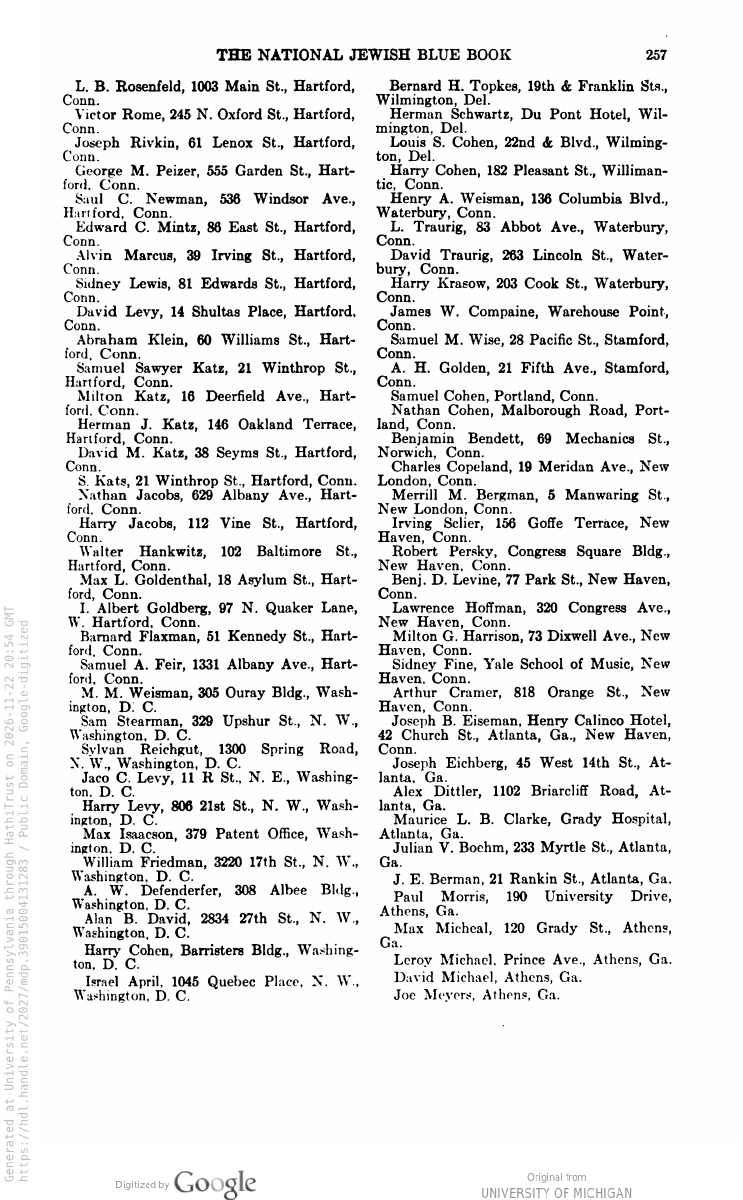 THE NATIONAL JEWISH BLUE BOOK 257
L. B. Rosenfeld, 1003 Main St., Hartford,
Conn.
Victor Rome, 245 N. Oxford St., Hartford,
Conn.
Joseph Rivkin, 61 Lenox St., Hartford,
Conn.
George M. Peizer, 555 Garden St., Hart-
ford, Conn.
Saul C. Newman, 536 Windsor Ave.,
Hartford, Conn.
Edward C. Mintz, 86 East St., Hartford,
Conn.
Alvin Marcus, 39 Irving St., Hartford,
Conn.
Sidney Lewis, 81 Edwards St., Hartford,
Conn.
David Levy, 14 Shultas Place, Hartford,
Conn.
Abraham Klein, 60 Williams St., Hart-
ford, Conn.
Samuel Sawyer Katz, 21 Winthrop St.,
Hartford, Conn.
Milton Katz, 16 Deerfield Ave., Hart-
ford, Conn.
Herman J. Katz, 146 Oakland Terrace,
Hartford, Conn.
David M. Katz, 38 Seyms St., Hartford,
Conn.
S. Kats, 21 Winthrop St., Hartford, Conn.
Nathan Jacobs, 629 Albany Ave., Hart-
ford, Conn.
Harry Jacobs, 112 Vine St., Hartford,
Conn.
Walter Hankwitz, 102 Baltimore St.,
Hartford, Conn.
Max L. Goldenthal, 18 Asylum St., Hart-
ford, Conn.
I. Albert Goldberg, 97 N. Quaker Lane,
W. Hartford, Conn.
Barnard Flaxman, 51 Kennedy St., Hart-
ford, Conn.
Samuel A. Feir, 1331 Albany Ave., Hart-
ford, Conn.
M. M. Weisman, 305 Ouray Bldg., Wash-
ington, D. C.
Sam Stearman, 329 Upshur St., N. W.,
Washington, D. C.
Sylvan Reichgut, 1300 Spring Road,
N. W., Washington, D. C.
Jaco C. Levy, 11 R St., N. E., Washing-
ton, D. C.
Harry Levy, 806 21st St., N. W., Wash-
ington, D. C.
Max Isaacson, 379 Patent Office, Wash-
ington, D. C.
William Friedman, 3220 17th St., N. W.,
Washington, D. C.
A. W. Defenderfer, 308 Albee Bldg.,
Washington, D. C.
Alan B. David, 2834 27th St., N. W.,
Washington, D. C.
Harry Cohen, Barristers Bldg., Washing-
ton, D. C.
Israel April, 1045 Quebec Place, N. W.,
Washington, D. C.
Bernard H. Topkes, 19th & Franklin Sts.,
Wilmington, Del.
Herman Schwartz, Du Pont Hotel, Wil-
mington, Del.
Louis S. Cohen, 22nd & Blvd., Wilming-
ton, Del.
Harry Cohen, 182 Pleasant St., Williman-
tic, Conn.
Henry A. Weisman, 136 Columbia Blvd.,
Waterbury, Conn.
L. Traurig, 83 Abbot Ave., Waterbury,
Conn.
David Traurig, 263 Lincoln St., Water-
bury, Conn.
Harry Krasow, 203 Cook St., Waterbury,
Conn.
James W. Compaine, Warehouse Point,
Conn.
Samuel M. Wise, 28 Pacific St., Stamford,
Conn.
A. H. Golden, 21 Fifth Ave., Stamford,
Conn.
Samuel Cohen, Portland, Conn.
Nathan Cohen, Malborough Road, Port-
land, Conn.
Benjamin Bendett, 69 Mechanics St.,
Norwich, Conn.
Charles Copeland, 19 Meridan Ave., New
London, Conn.
Merrill M. Bergman, 5 Manwaring St.,
New London, Conn.
Irving Sclier, 156 Goffe Terrace, New
Haven, Conn.
Robert Persky, Congress Square Bldg.,
New Haven, Conn.
Benj. D. Levine, 77 Park St., New Haven,
Conn.
Lawrence Hoffman, 320 Congress Ave.,
New Haven, Conn.
Milton G. Harrison, 73 Dixwell Ave., New
Haven, Conn.
Sidney Fine, Yale School of Music, New
Haven, Conn.
Arthur Cramer, 818 Orange St., New
Haven, Conn.
Joseph B. Eiseman, Henry Calinco Hotel,
42 Church St., Atlanta, Ga., New Haven,
Conn.
Joseph Eichberg, 45 West 14th St., At-
lanta, Ga.
Alex Dittler, 1102 Briarcliff Road, At-
lanta, Ga.
Maurice L. B. Clarke, Grady Hospital,
Atlanta, Ga.
Julian V. Boehm, 233 Myrtle St., Atlanta,
Ga.
J. E. Berman, 21 Rankin St., Atlanta, Ga.
Paul Morris, 190 University Drive,
Athens, Ga.
Max Micheal, 120 Grady St., Athens,
Ga.
Leroy Michael, Prince Ave., Athens, Ga.
David Michael, Athens, Ga.
Joe Meyers, Athens, Ga.
Generated at University of Pennsylvania through HathiTrust on 2026-11-22 20:54 GMT
https://hdl.handle.net/2027/mdp.39015004131283 / Public Domain, Google-digitized
Digitized by Google
Original from
UNIVERSITY OF MICHIGAN